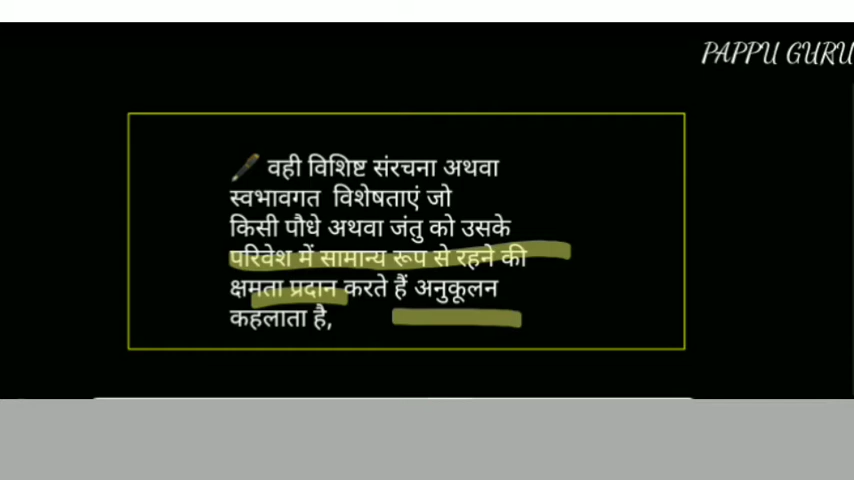 PAPPU GURU
वही विशिष्ट संरचना अथवा
स्वभावगत विशेषताएं जो
किसी पौधे अथवा जंतु को उसके
परिवेश में सामान्य रूप से रहने की
क्षमता प्रदान करते हैं अनुकूलन
कहलाता है,